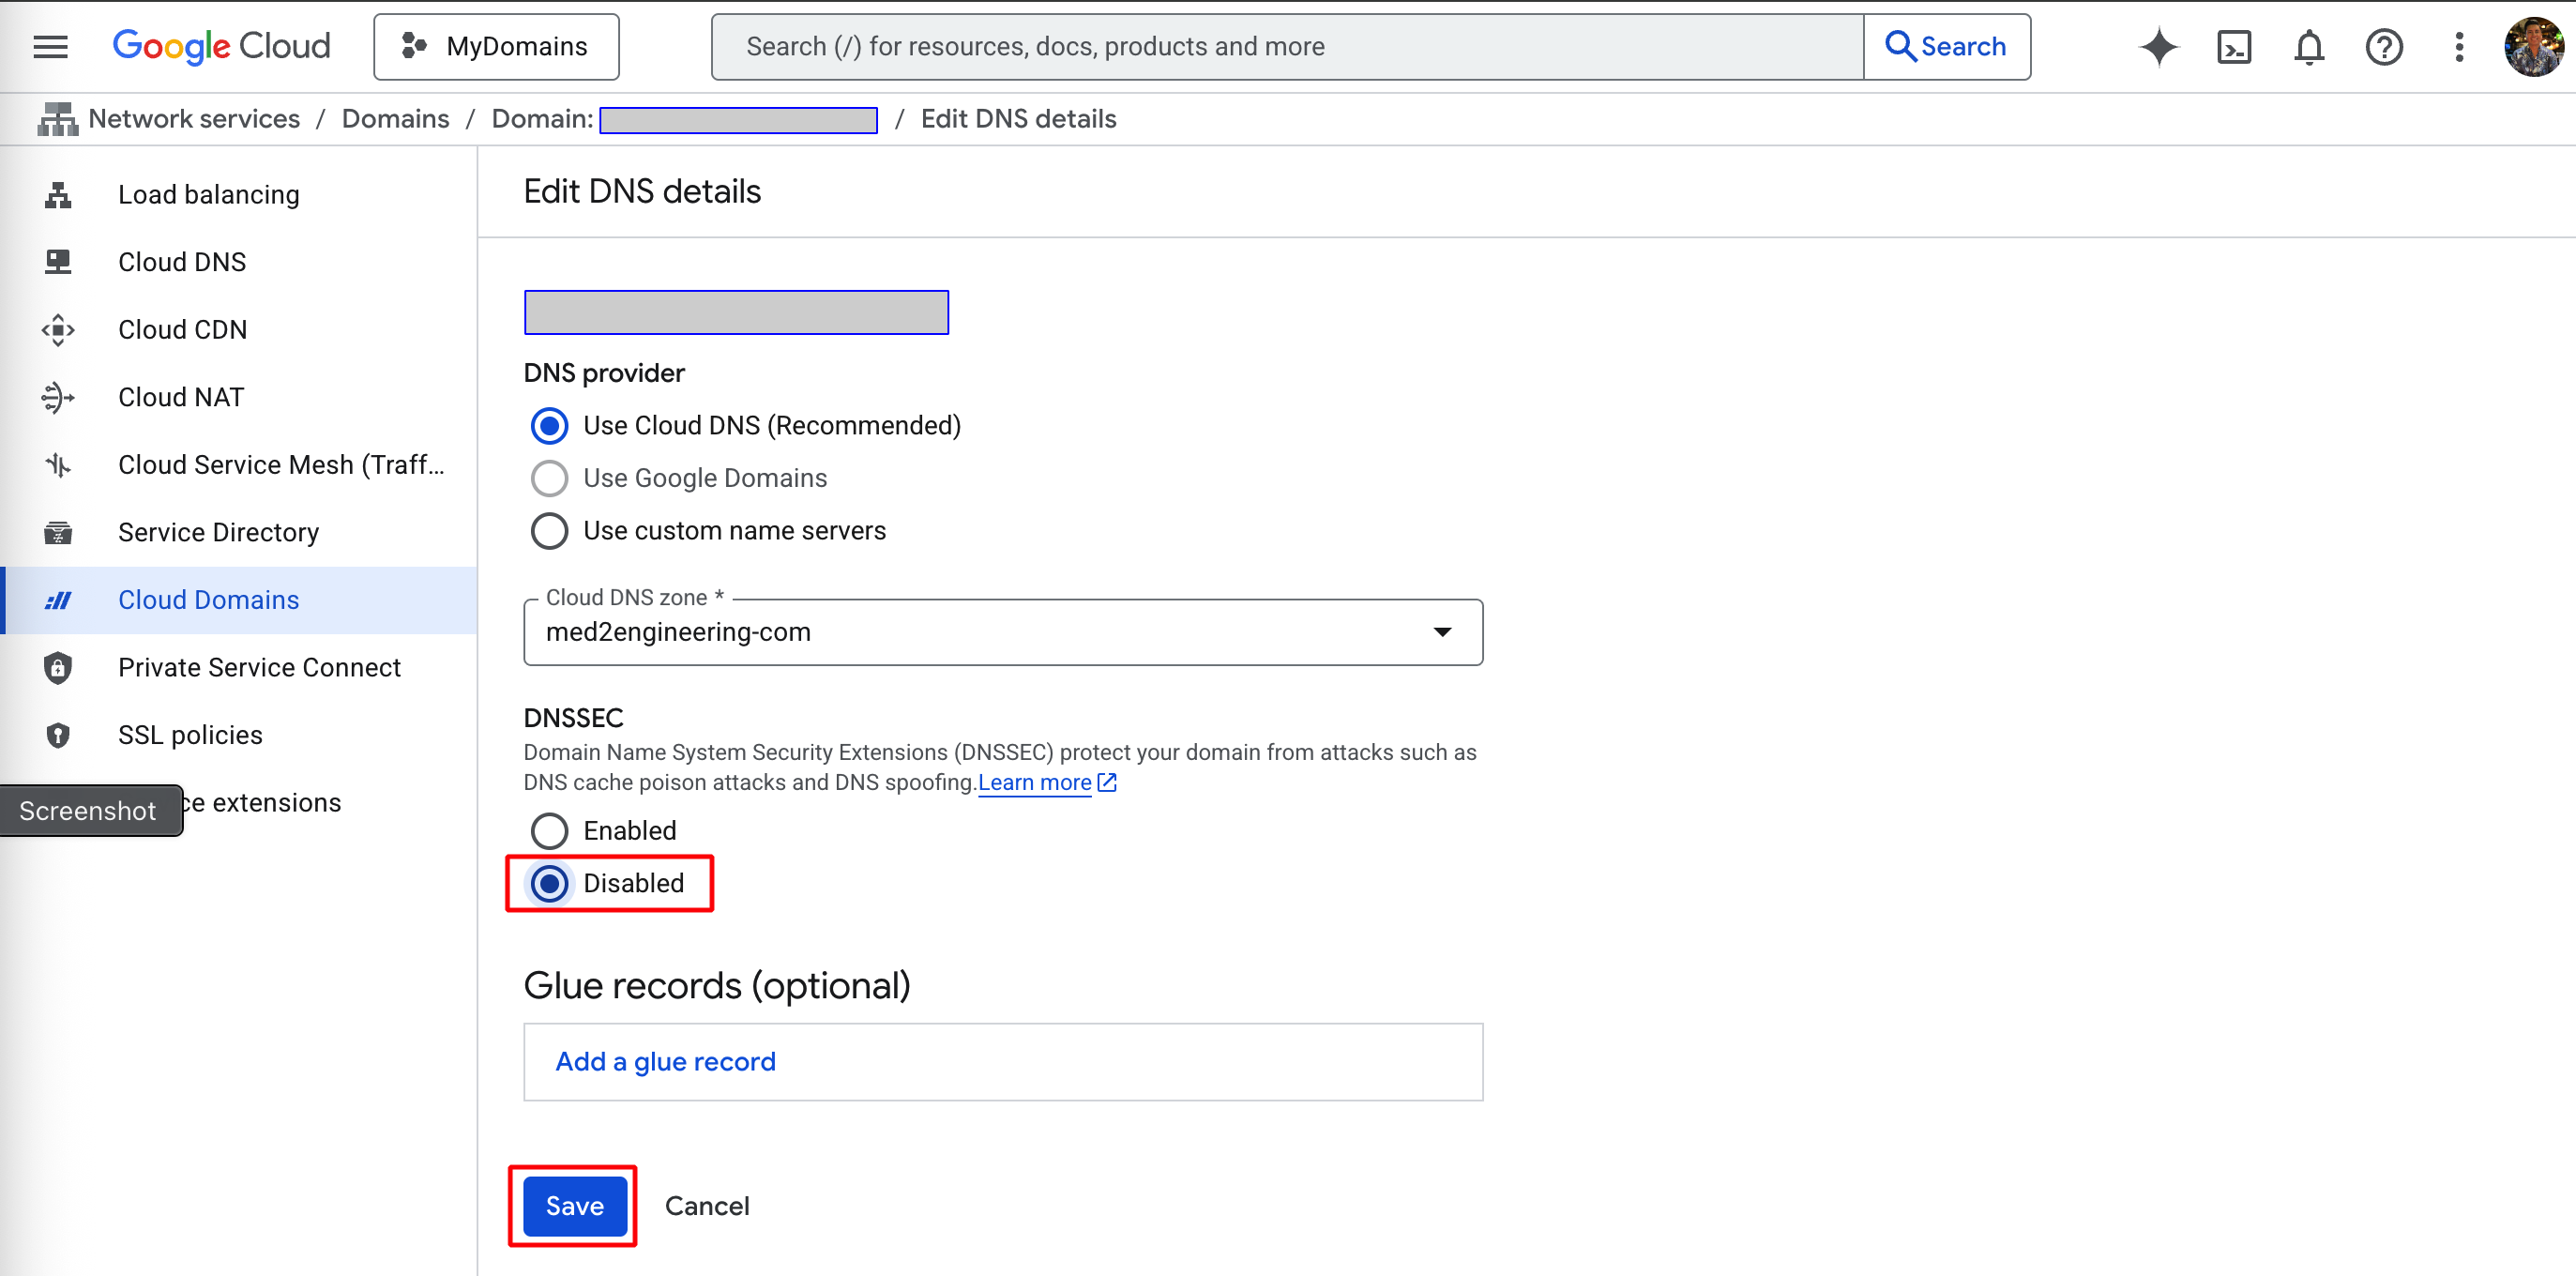 Google Cloud
MyDomains
Search (/) for resources, docs, products and more
Search
Network services / Domains / Domain: / Edit DNS details
Load balancing
Cloud DNS
Cloud CDN
Cloud NAT
Cloud Service Mesh (Traff...
Service Directory
Cloud Domains
Private Service Connect
SSL policies
ce extensions
Screenshot
Edit DNS details
DNS provider
Use Cloud DNS (Recommended)
Use Google Domains
Use custom name servers
Cloud DNS zone *
med2engineering-com
DNSSEC
Domain Name System Security Extensions (DNSSEC) protect your domain from attacks such as
DNS cache poison attacks and DNS spoofing.Learn more
Enabled
Disabled
Glue records (optional)
Add a glue record
Save
Cancel